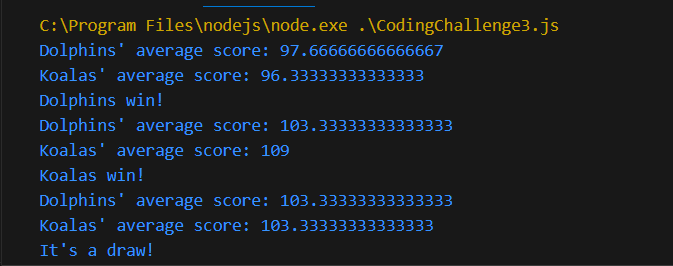 C:\Program Files\nodejs\node.exe .\CodingChallenge3.js
Dolphins' average score: 97.66666666666667
Koalas' average score: 96.33333333333333
Dolphins win!
Dolphins' average score: 103.33333333333333
Koalas' average score: 109
Koalas win!
Dolphins' average score: 103.33333333333333
Koalas' average score: 103.33333333333333
It's a draw!